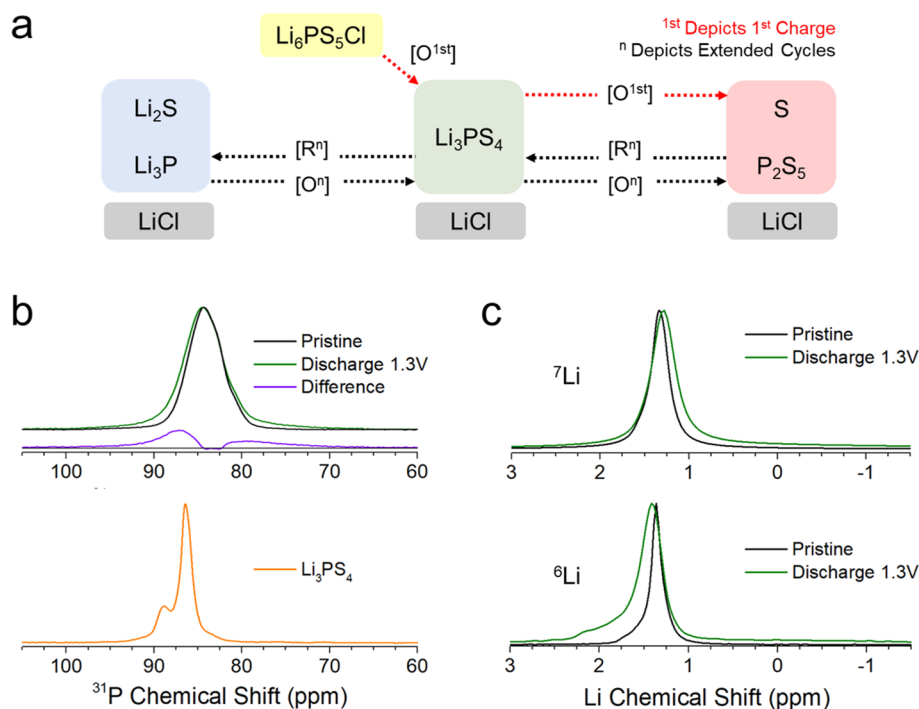 a
Li₆PS₅Cl
[O¹ˢᵗ]
¹ˢᵗ Depicts 1ˢᵗ Charge
ⁿ Depicts Extended Cycles
Li₂S
Li₃P
LiCl
[Rⁿ]
[Oⁿ]
Li₃PS₄
LiCl
[O¹ˢᵗ]
[Rⁿ]
[Oⁿ]
S
P₂S₅
LiCl
b
Pristine
Discharge 1.3V
Difference
100 90 80 70 60
Li₃PS₄
100 90 80 70 60
³¹P Chemical Shift (ppm)
c
⁷Li
Pristine
Discharge 1.3V
3 2 1 0 -1
⁶Li
Pristine
Discharge 1.3V
3 2 1 0 -1
Li Chemical Shift (ppm)